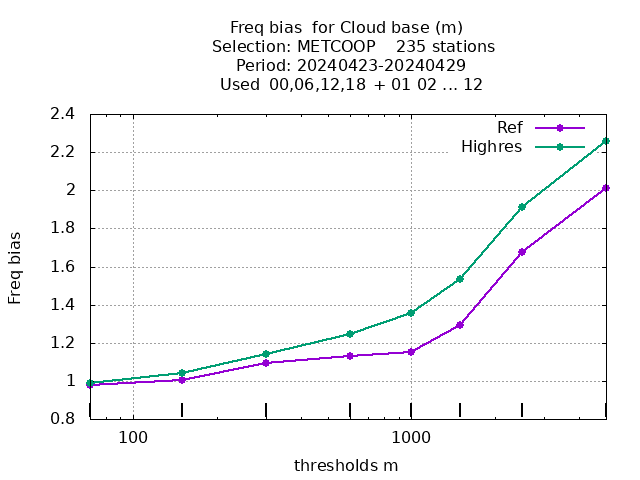 Freq bias  for Cloud base (m)
Selection: METCOOP    235 stations
Period: 20240423-20240429
Used  00,06,12,18  + 01 02 ... 12
Ref
Highres
2.4
2.2
2
1.8
1.6
1.4
1.2
1
0.8
Freq bias
100
1000
thresholds m